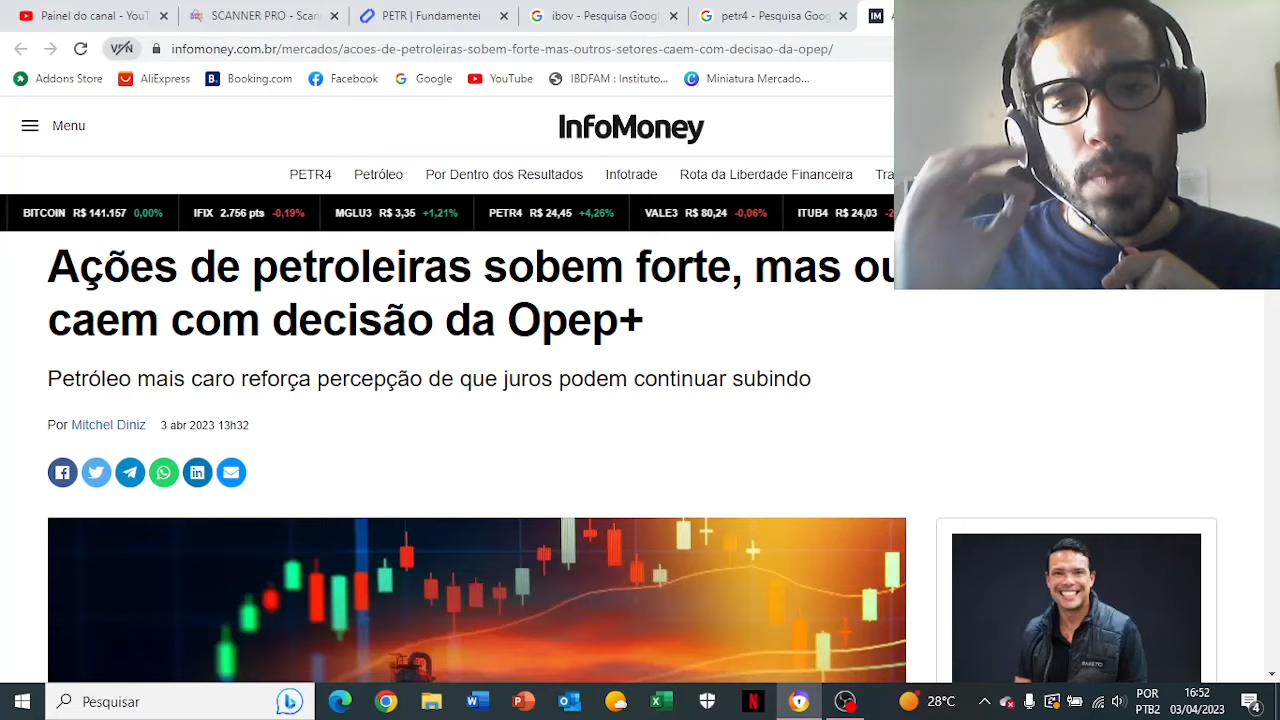 Painel do canal - YouT
SCANNER PRO - Scan
PETR | Fundamentei
ibov - Pesquisa Googl
petr4 - Pesquisa Goog
IM
VPN
infomoney.com.br/mercados/acoes-de-petroleiras-sobem-forte-mas-outros-setores-caem-com-decisao-da-opep/
Addons Store
AliExpress
B.
Booking.com
Facebook
Google
YouTube
IBDFAM : Instituto...
Miniatura Mercado...
Menu
InfoMoney
PETR4
Petróleo
Por Dentro dos Resultados
Infotrade
Rota da Liberdade Financeira
Tra
BITCOIN R$ 141.157 0,00%
IFIX 2.756 pts -0,19%
MGLU3 R$ 3,35 +1,21%
PETR4 R$ 24,45 +4,26%
VALE3 R$ 80,24 -0,06%
ITUB4 R$ 24,03 -2
Ações de petroleiras sobem forte, mas ou
caem com decisão da Opep+
Petróleo mais caro reforça percepção de que juros podem continuar subindo
Por Mitchel Diniz 3 abr 2023 13h32
Pesquisar
28°C
POR
PTB2
16:52
03/04/2023
4